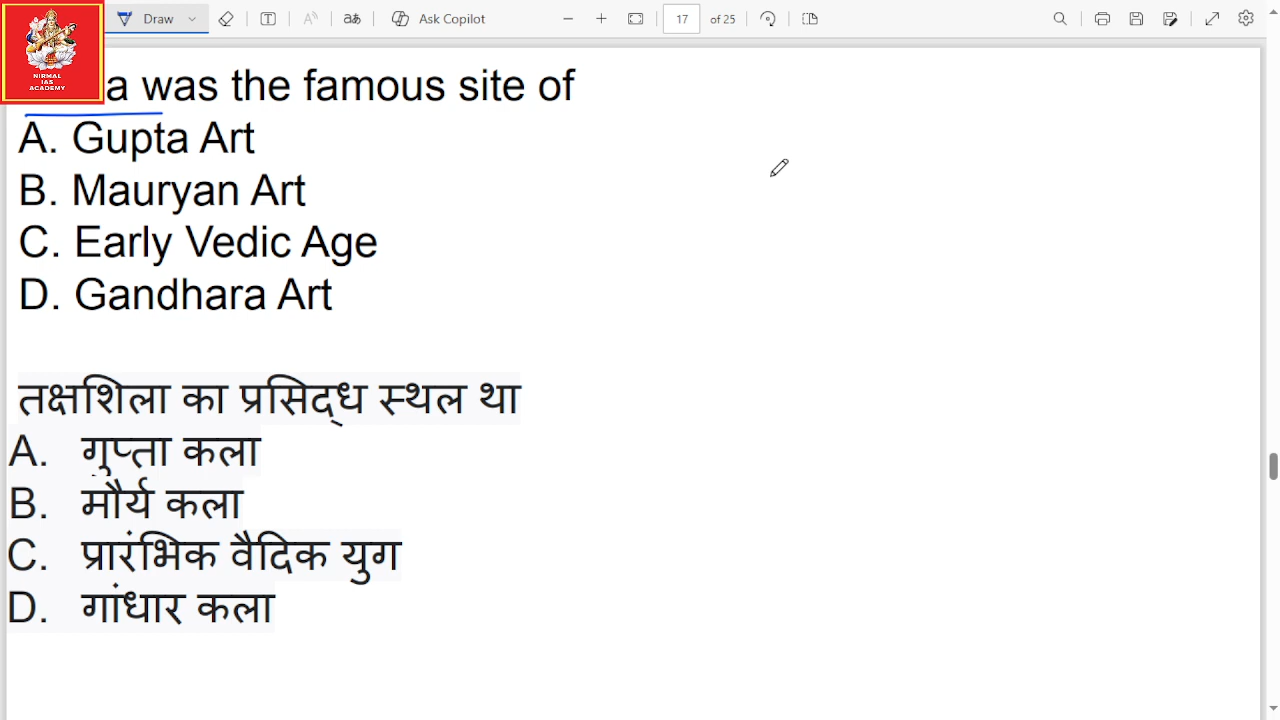 Draw
Ask Copilot
17 of 25
NIRMAL
IAS
ACADEMY
was the famous site of
A. Gupta Art
B. Mauryan Art
C. Early Vedic Age
D. Gandhara Art
तक्षशिला का प्रसिद्ध स्थल था
A. गुप्ता कला
B. मौर्य कला
C. प्रारंभिक वैदिक युग
D. गांधार कला